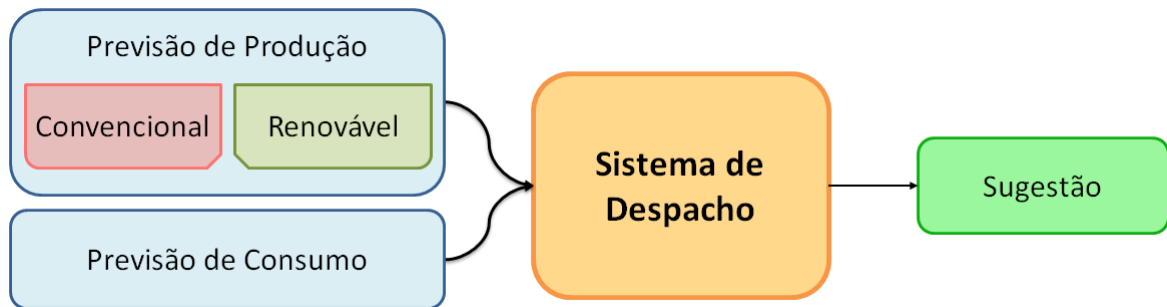 Previsão de Produção
Convencional
Renovável
Previsão de Consumo
Sistema de
Despacho
Sugestão